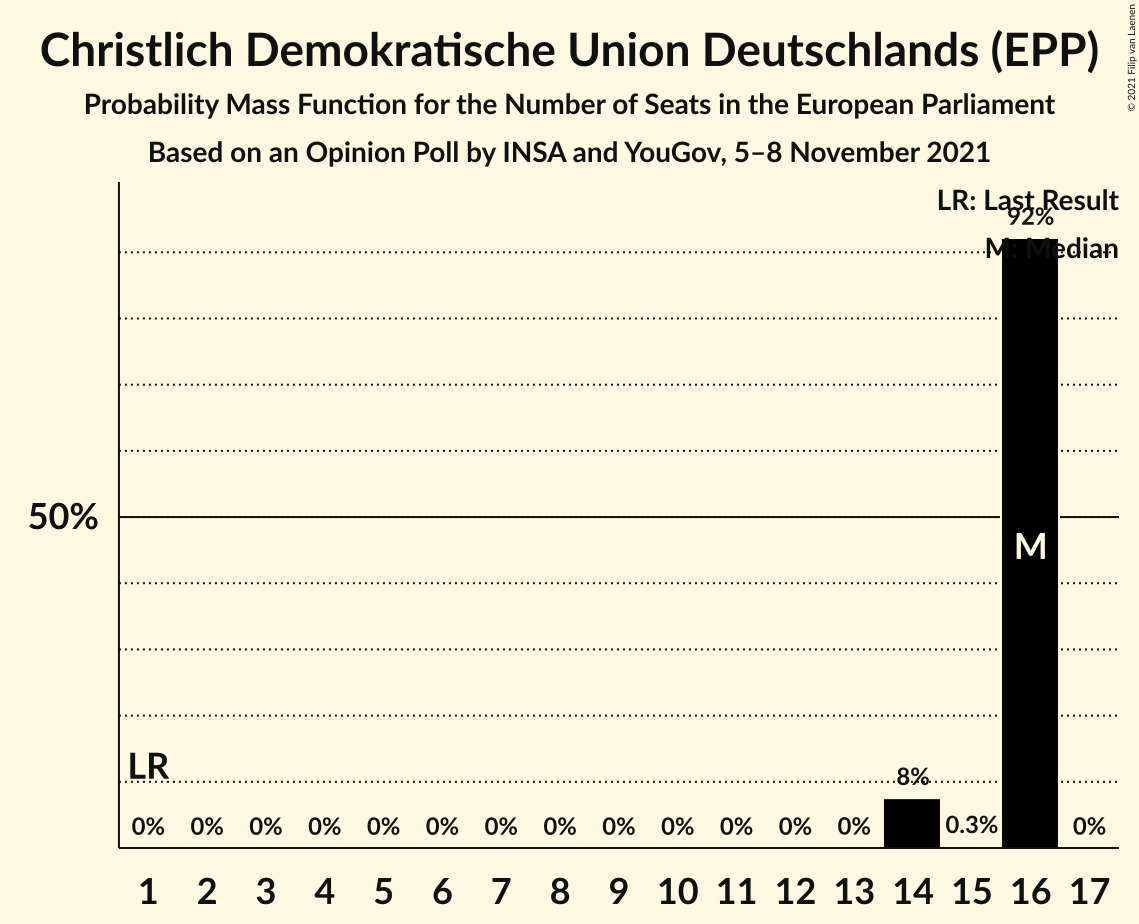 Christlich Demokratische Union Deutschlands (EPP)
Probability Mass Function for the Number of Seats in the European Parliament
Based on an Opinion Poll by INSA and YouGov, 5–8 November 2021
© 2021 Filip van Laenen
LR: Last Result
92%
M: Median
50%
M
LR
8%
0% 0% 0% 0% 0% 0% 0% 0% 0% 0% 0% 0% 0% 0.3% 0%
1 2 3 4 5 6 7 8 9 10 11 12 13 14 15 16 17